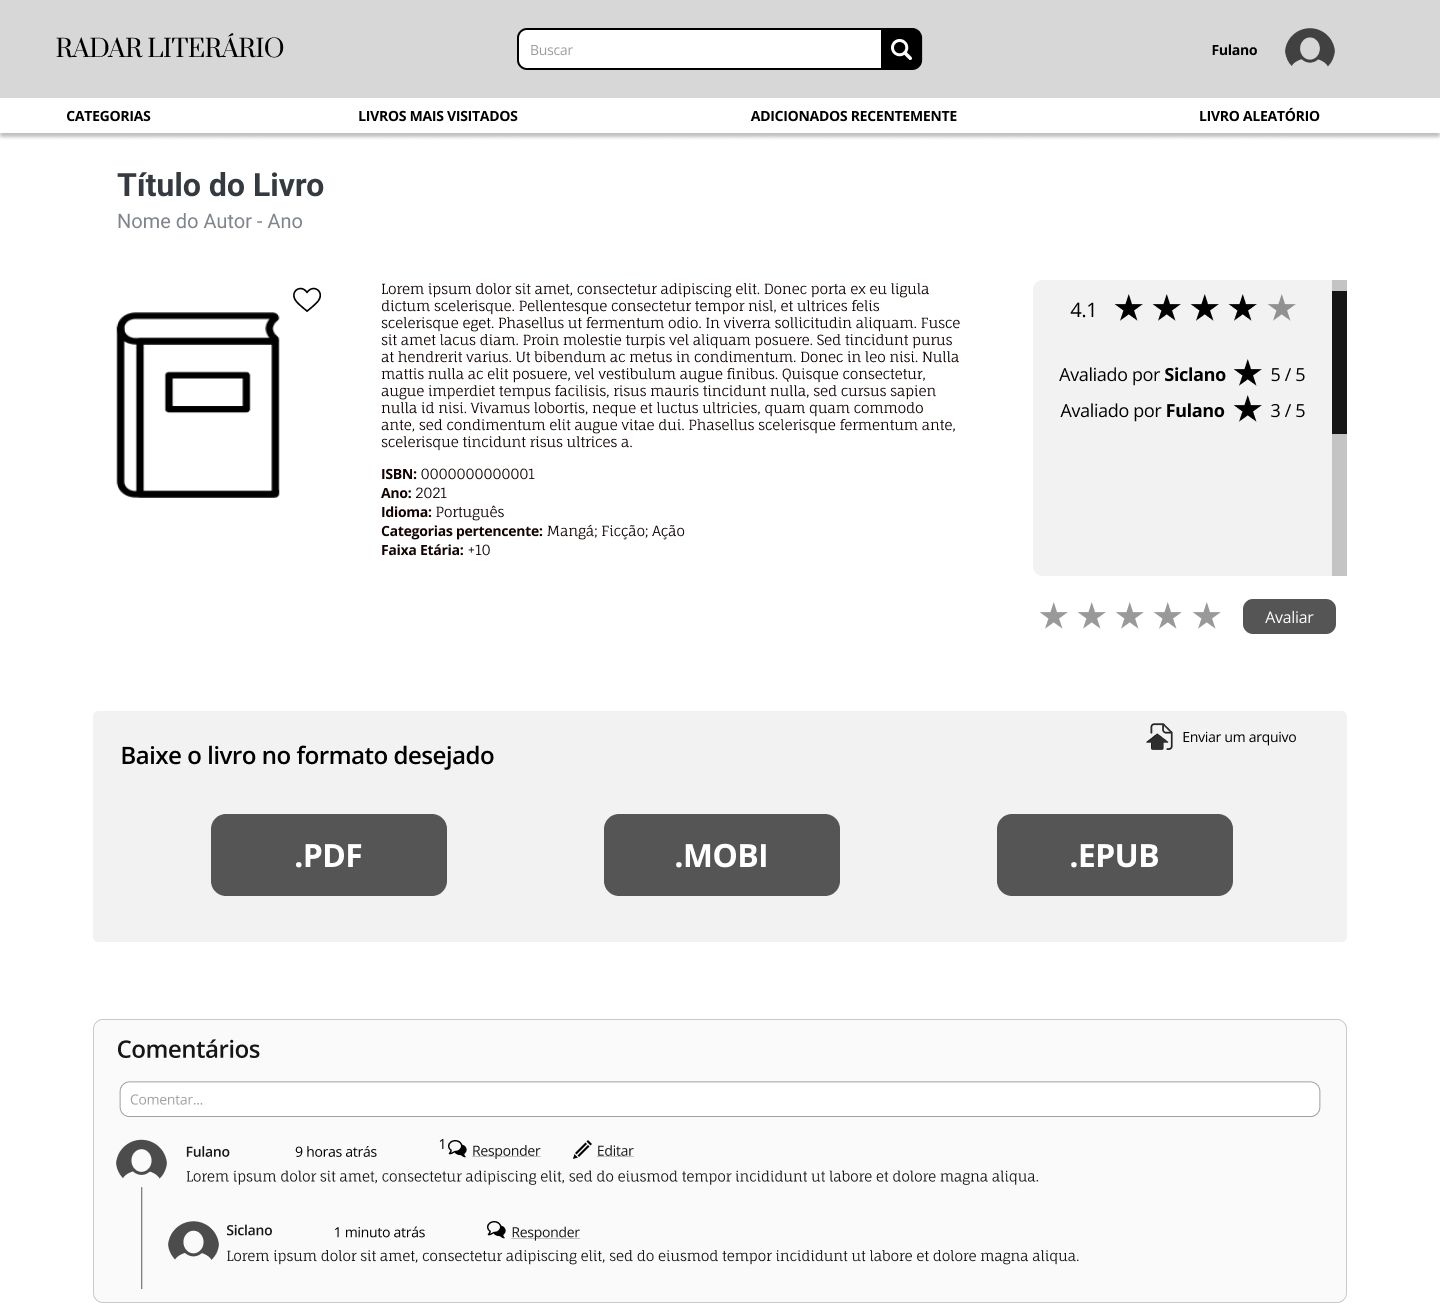 RADAR LITERÁRIO
Buscar
Fulano
CATEGORIAS
LIVROS MAIS VISITADOS
ADICIONADOS RECENTEMENTE
LIVRO ALEATÓRIO
Título do Livro
Nome do Autor - Ano
Lorem ipsum dolor sit amet, consectetur adipiscing elit. Donec porta ex eu ligula
dictum scelerisque. Pellentesque consectetur tempor nisl, et ultrices felis
scelerisque eget. Phasellus ut fermentum odio. In viverra sollicitudin aliquam. Fusce
sit amet lacus diam. Proin molestie turpis vel aliquam posuere. Sed tincidunt purus
at hendrerit varius. Ut bibendum ac metus in condimentum. Donec in leo nisi. Nulla
mattis nulla ac elit posuere, vel vestibulum augue finibus. Quisque consectetur,
augue imperdiet tempus facilisis, risus mauris tincidunt nulla, sed cursus sapien
nulla id nisi. Vivamus lobortis, neque et luctus ultricies, quam quam commodo
ante, sed condimentum elit augue vitae dui. Phasellus scelerisque fermentum ante,
scelerisque tincidunt risus ultrices a.
ISBN: 0000000000001
Ano: 2021
Idioma: Português
Categorias pertencente: Mangá; Ficção; Ação
Faixa Etária: +10
4.1
Avaliado por Siclano 5 / 5
Avaliado por Fulano 3 / 5
Avaliar
Enviar um arquivo
Baixe o livro no formato desejado
.PDF
.MOBI
.EPUB
Comentários
Comentar...
Fulano 9 horas atrás 1 Responder Editar
Lorem ipsum dolor sit amet, consectetur adipiscing elit, sed do eiusmod tempor incididunt ut labore et dolore magna aliqua.
Siclano 1 minuto atrás Responder
Lorem ipsum dolor sit amet, consectetur adipiscing elit, sed do eiusmod tempor incididunt ut labore et dolore magna aliqua.